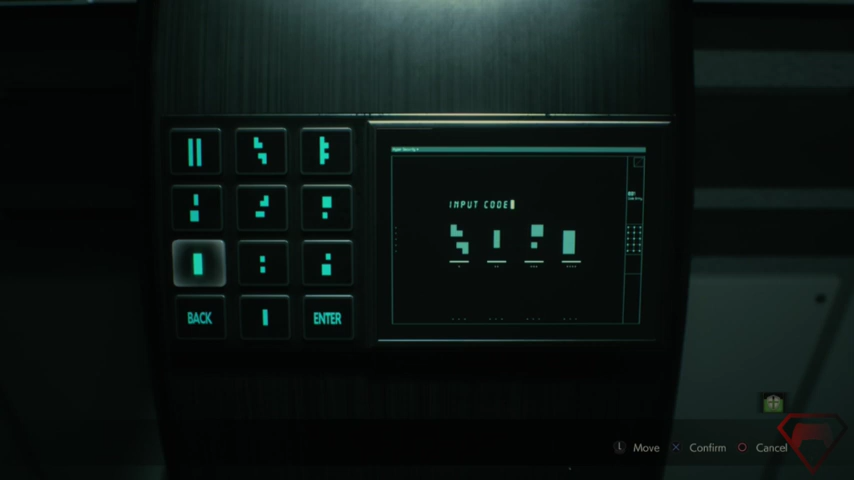 INPUT CODE
BACK
ENTER
Move
Confirm
Cancel